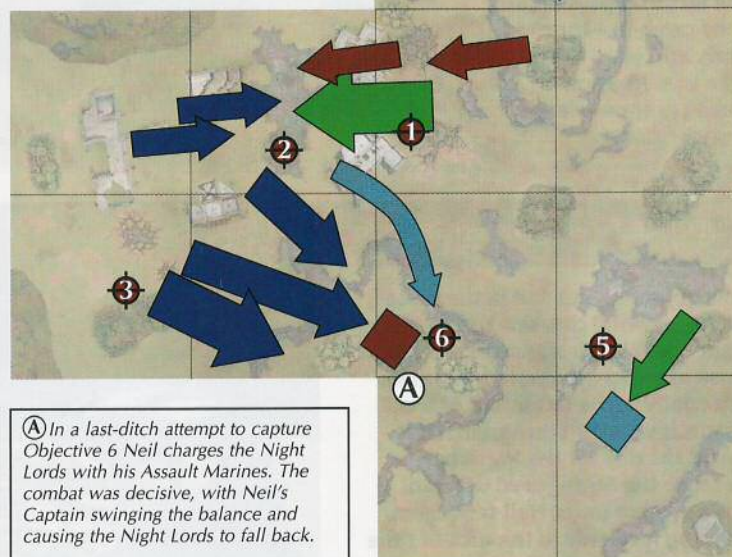 1
2
3
6
5
A
Ⓐ In a last-ditch attempt to capture
Objective 6 Neil charges the Night
Lords with his Assault Marines. The
combat was decisive, with Neil's
Captain swinging the balance and
causing the Night Lords to fall back.